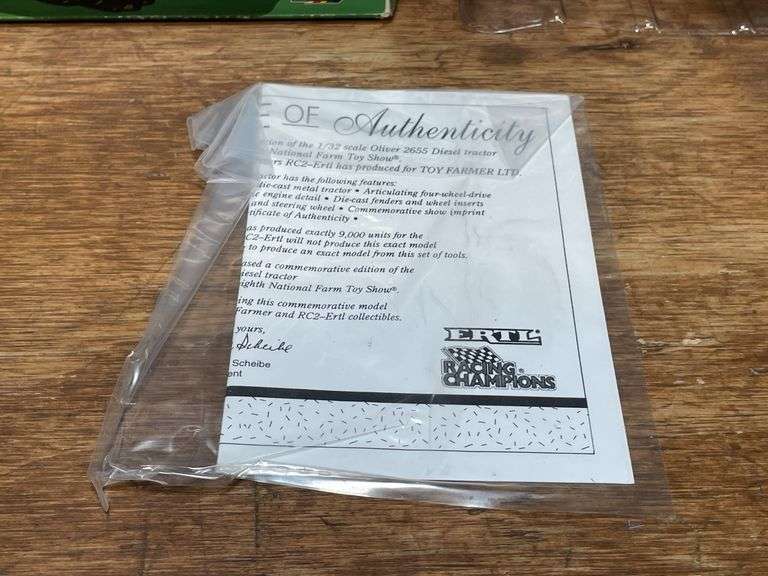 E OF Authenticity
of the 1/32 scale Oliver 2655 Diesel tractor
National Farm Toy Show®.
RC2-Ertl has produced for TOY FARMER LTD.
has the following features:
die-cast metal tractor • Articulating four-wheel-drive
engine detail • Die-cast fenders and wheel inserts
and steering wheel • Commemorative show imprint
tificate of Authenticity •
as produced exactly 9,000 units for the
C2-Ertl will not produce this exact model
to produce an exact model from this set of tools.
ased a commemorative edition of the
iesel tractor
ighth National Farm Toy Show®.
ing this commemorative model
Farmer and RC2-Ertl collectibles.
yours,
Scheibe
Scheibe
ent
ERTL®
RACING
CHAMPIONS®